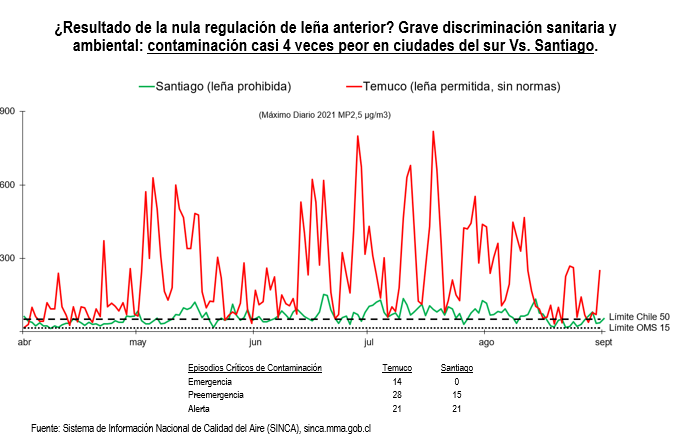 ¿Resultado de la nula regulación de leña anterior? Grave discriminación sanitaria y
ambiental: contaminación casi 4 veces peor en ciudades del sur Vs. Santiago.
Santiago (leña prohibida) Temuco (leña permitida, sin normas)
(Máximo Diario 2021 MP2,5 µg/m3)
900
600
300
Límite Chile 50
Límite OMS 15
abr may jun jul ago sept
Episodios Críticos de Contaminación Temuco Santiago
Emergencia 14 0
Preemergencia 28 15
Alerta 21 21
Fuente: Sistema de Información Nacional de Calidad del Aire (SINCA), sinca.mma.gob.cl